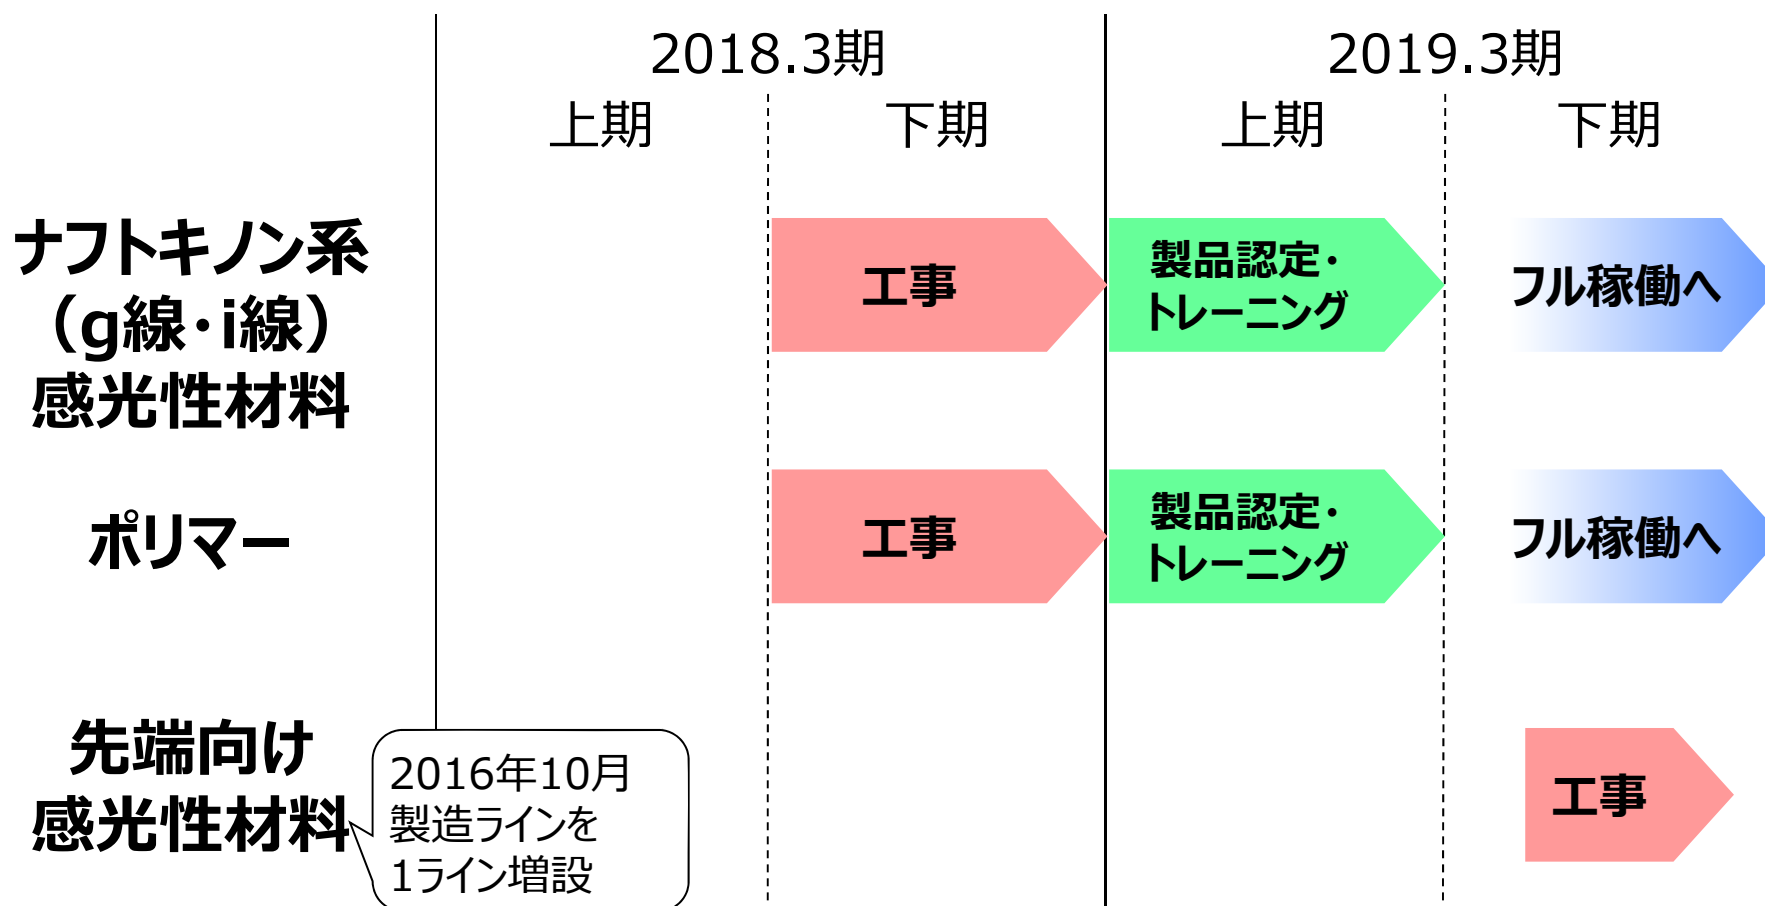 2018.3期
2019.3期
上期
下期
上期
下期
ナフトキノン系
（g線・i線）
感光性材料
工事
製品認定・
トレーニング
フル稼働へ
ポリマー
工事
製品認定・
トレーニング
フル稼働へ
先端向け
感光性材料
2016年10月
製造ラインを
1ライン増設
工事